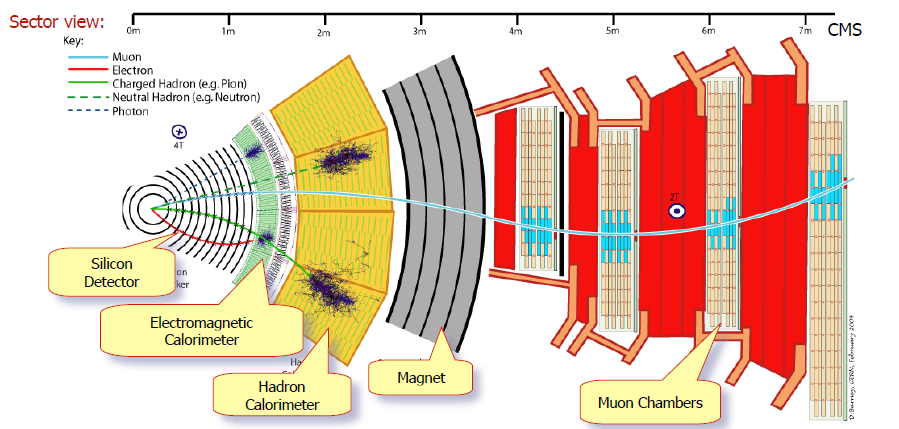 Sector view:
0m 1m 2m 3m 4m 5m 6m 7m
CMS
Key:
Muon
Electron
Charged Hadron (e.g. Pion)
Neutral Hadron (e.g. Neutron)
Photon
4T
2T
Silicon
Detector
Electromagnetic
Calorimeter
Hadron
Calorimeter
Magnet
Muon Chambers
D. Barney, CERN, February 2004